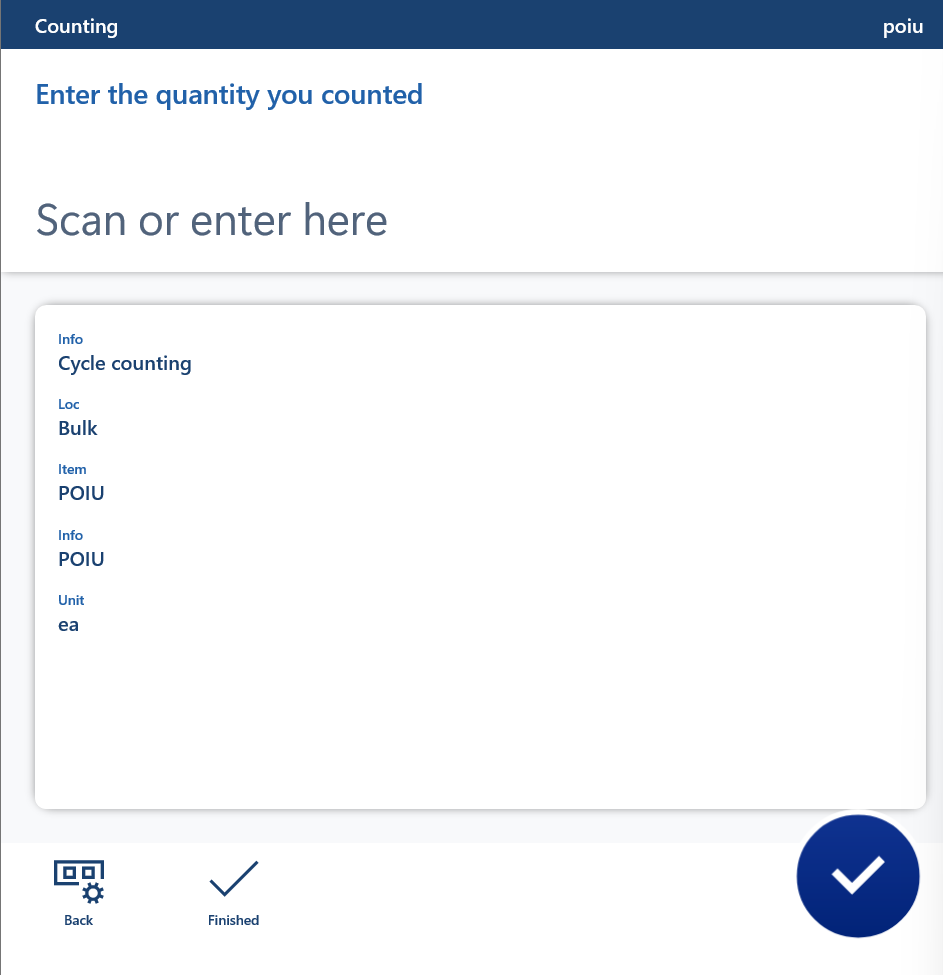 Counting
poiu
Enter the quantity you counted
Scan or enter here
Info
Cycle counting
Loc
Bulk
Item
POIU
Info
POIU
Unit
ea
Back
Finished